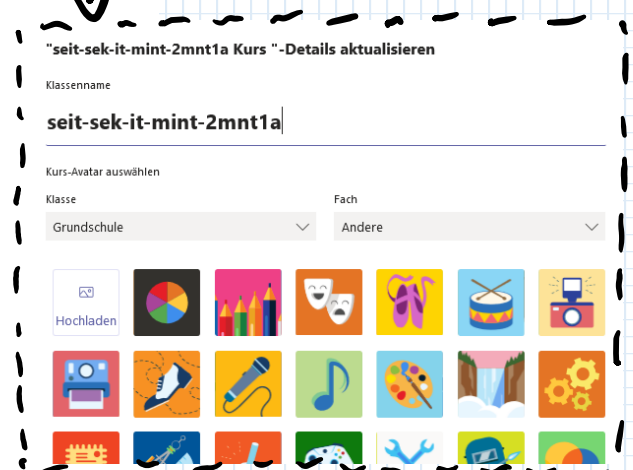 "seit-sek-it-mint-2mnt1a Kurs "-Details aktualisieren
Klassenname
seit-sek-it-mint-2mnt1a
Kurs-Avatar auswählen
Klasse
Fach
Grundschule
Andere
Hochladen